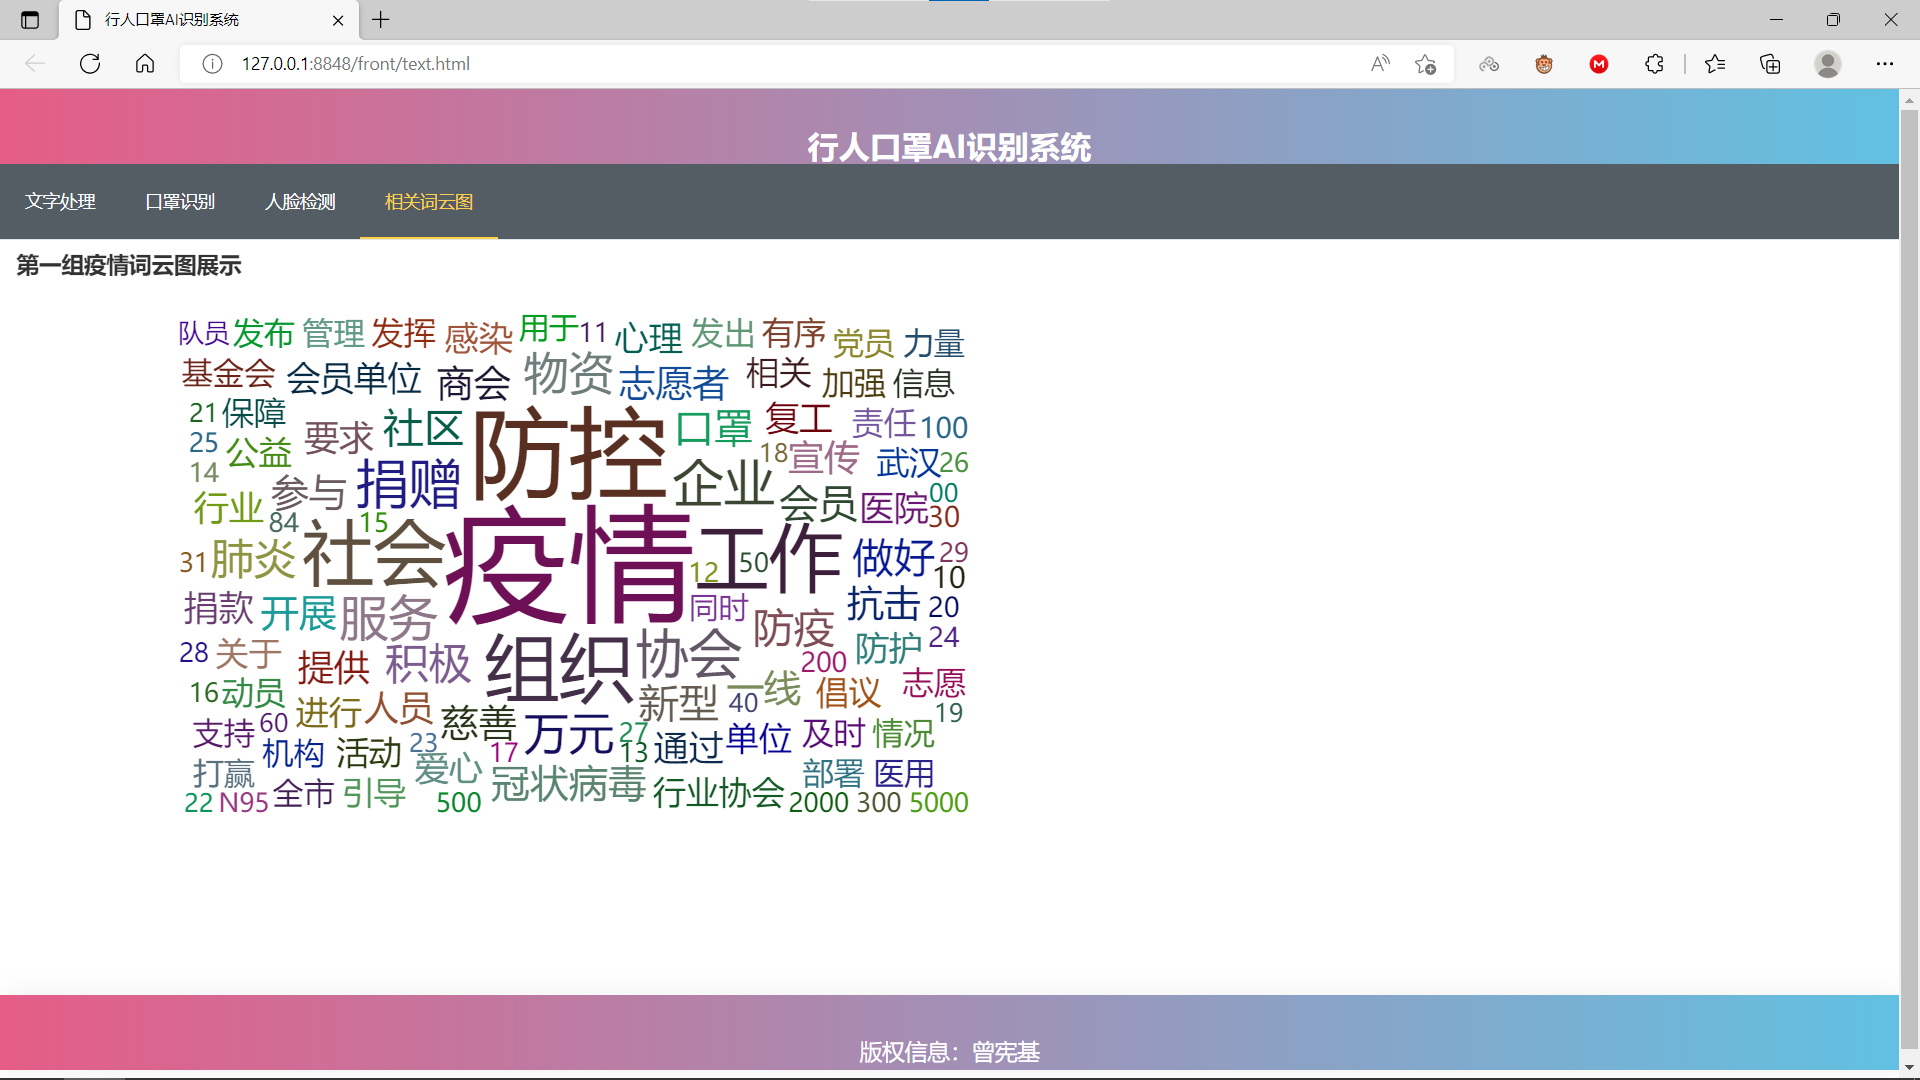 行人口罩AI识别系统
127.0.0.1:8848/front/text.html
行人口罩AI识别系统
文字处理 口罩识别 人脸检测 相关词云图
第一组疫情词云图展示
队员 发布 管理 发挥 感染 用于 11 心理 发出 有序 党员 力量
基金会 会员单位 商会 物资 志愿者 相关 加强 信息
21 保障 要求 社区 防控 口罩 复工 责任 100
25 公益 18 宣传 武汉 26
14 参与 捐赠 企业 会员 医院 00
行业 84 15 30
31 肺炎 社会 疫情 12 工作 50 做好 29
10
捐款 开展 服务 同时 防疫 抗击 20
28 关于 提供 积极 组织 协会 200 防护 24
16 动员 进行 人员 新型 40 一线 倡议 志愿
支持 60 慈善 万元 27 及时 情况 19
机构 活动 23 17 13 通过 单位
打赢 爱心 冠状病毒 部署 医用
22 N95 全市 引导 500 行业协会 2000 300 5000
版权信息：曾宪基